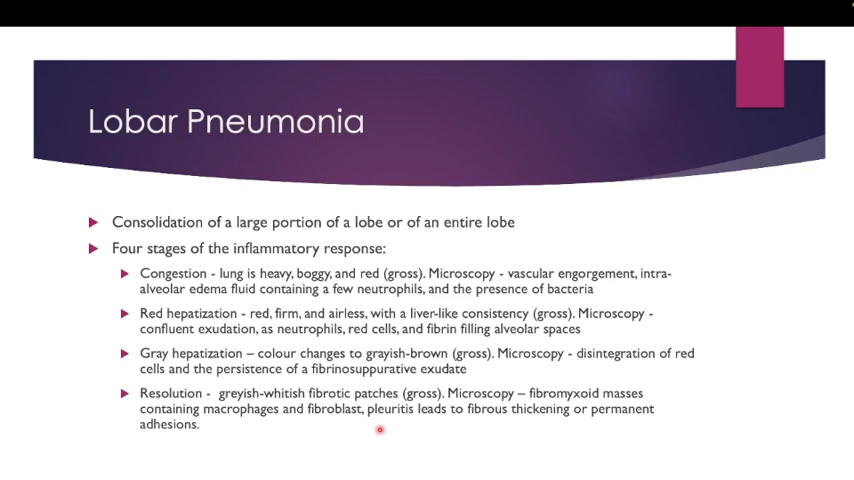 Lobar Pneumonia
Consolidation of a large portion of a lobe or of an entire lobe
Four stages of the inflammatory response:
Congestion - lung is heavy, boggy, and red (gross). Microscopy - vascular engorgement, intra-
alveolar edema fluid containing a few neutrophils, and the presence of bacteria
Red hepatization - red, firm, and airless, with a liver-like consistency (gross). Microscopy -
confluent exudation, as neutrophils, red cells, and fibrin filling alveolar spaces
Gray hepatization – colour changes to grayish-brown (gross). Microscopy - disintegration of red
cells and the persistence of a fibrinosuppurative exudate
Resolution - greyish-whitish fibrotic patches (gross). Microscopy – fibromyxoid masses
containing macrophages and fibroblast, pleuritis leads to fibrous thickening or permanent
adhesions.